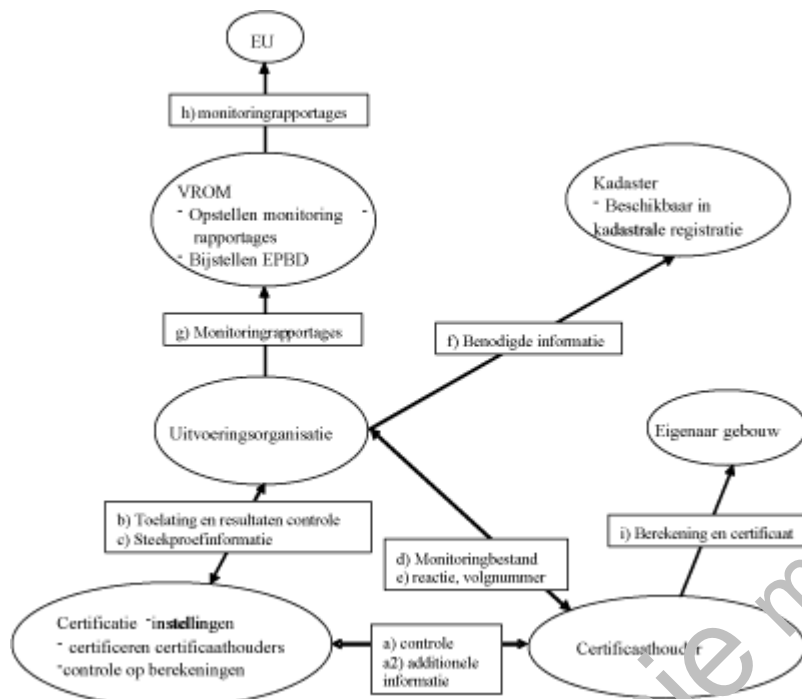 EU
h) monitoringrapportages
VROM
- Opstellen monitoring -
rapportages
- Bijstellen EPBD
Kadaster
- Beschikbaar in
kadastrale registratie
g) Monitoringrapportages
f) Benodigde informatie
Uitvoeringsorganisatie
Eigenaar gebouw
b) Toelating en resultaten controle
c) Steekproefinformatie
i) Berekening en certificaat
d) Monitoringbestand
e) reactie, volgnummer
Certificatie -instellingen
- certificeren certificaathouders
-controle op berekeningen
a) controle
a2) additionele
informatie
Certificaathouder
ie